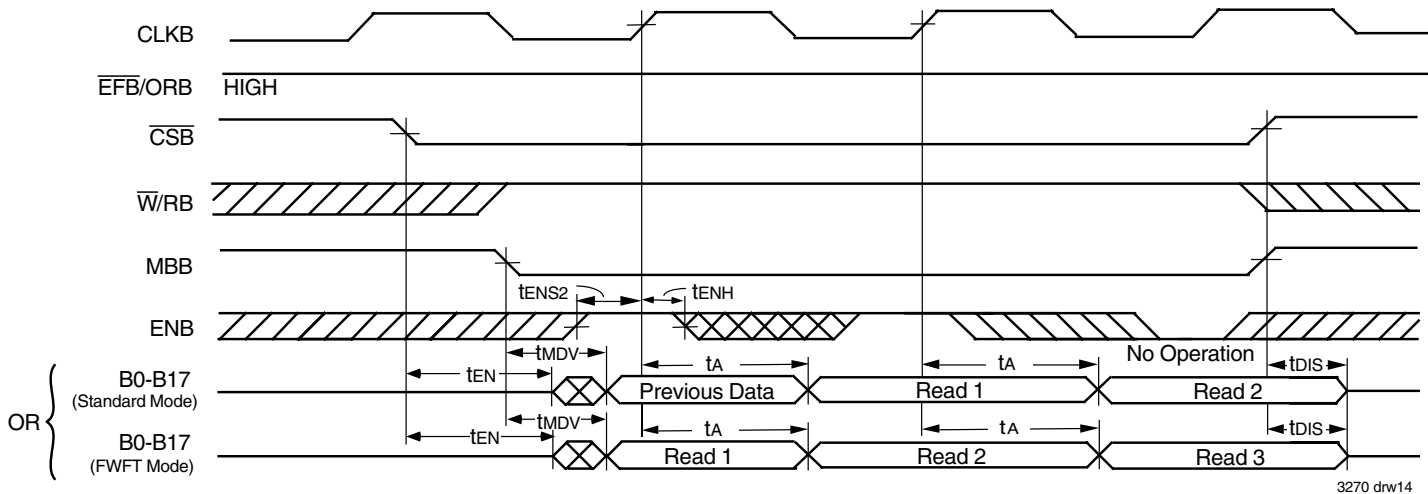 CLKB
EFB/ORB HIGH
CSB
W/RB
MBB
tENS2 tENH
ENB
No Operation
tMDV tA tA tDIS
tEN
B0-B17
(Standard Mode)
Previous Data Read 1 Read 2
OR
tMDV tA tA tDIS
tEN
B0-B17
(FWFT Mode)
Read 1 Read 2 Read 3
3270 drw14